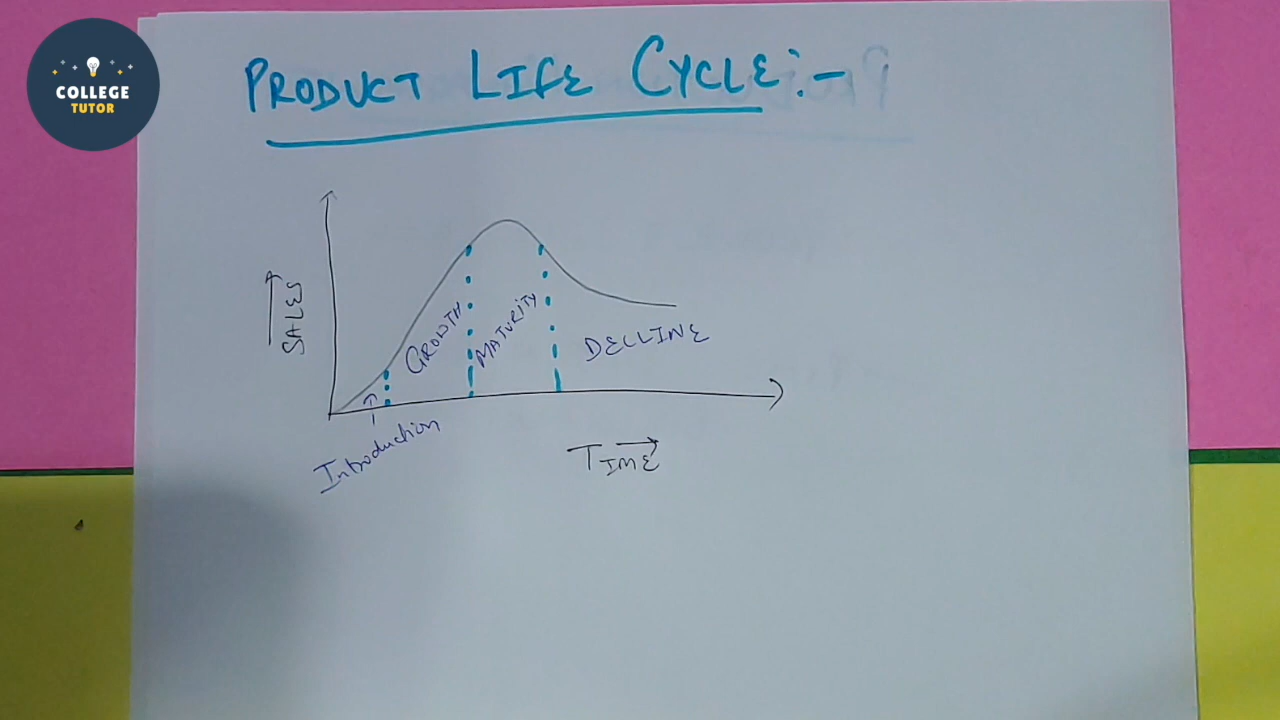 COLLEGE
TUTOR
PRODUCT LIFE CYCLE:-
SALES
GROWTH
MATURITY
DECLINE
Introduction
TIME